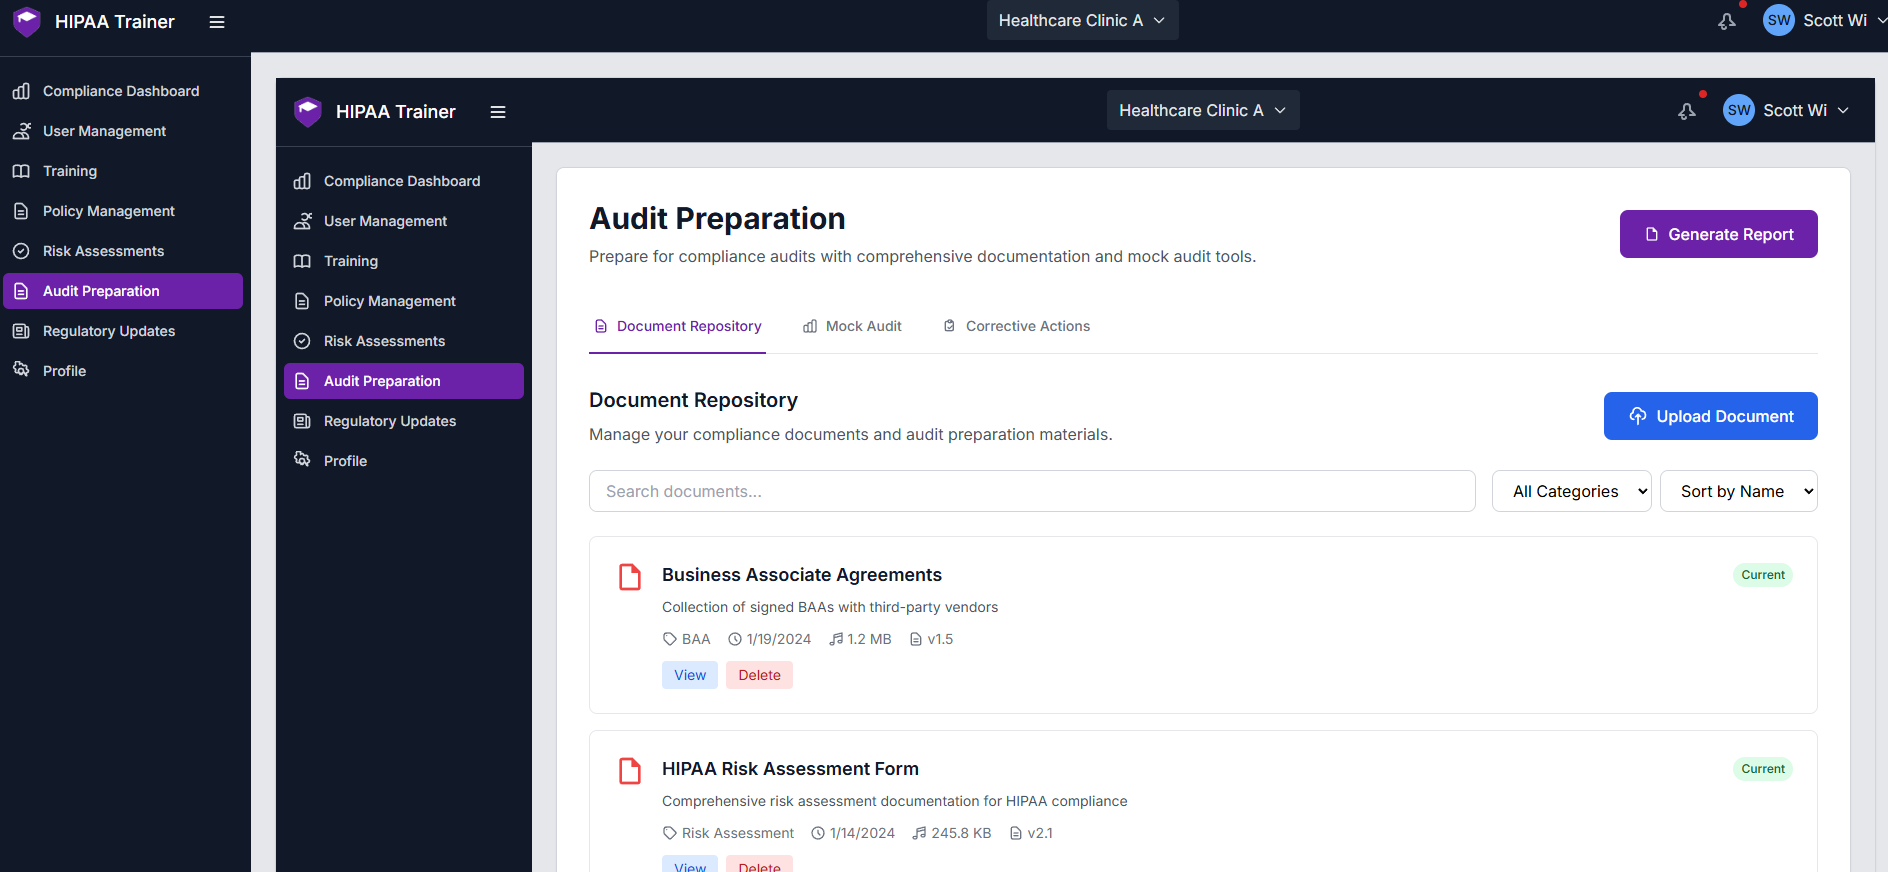 HIPAA Trainer
Healthcare Clinic A
SW Scott Wi
Compliance Dashboard
User Management
Training
Policy Management
Risk Assessments
Audit Preparation
Regulatory Updates
Profile
HIPAA Trainer
Healthcare Clinic A
SW Scott Wi
Compliance Dashboard
User Management
Training
Policy Management
Risk Assessments
Audit Preparation
Regulatory Updates
Profile
Audit Preparation
Prepare for compliance audits with comprehensive documentation and mock audit tools.
Generate Report
Document Repository Mock Audit Corrective Actions
Document Repository
Manage your compliance documents and audit preparation materials.
Upload Document
Search documents... All Categories Sort by Name
Business Associate Agreements Current
Collection of signed BAAs with third-party vendors
BAA 1/19/2024 1.2 MB v1.5
View Delete
HIPAA Risk Assessment Form Current
Comprehensive risk assessment documentation for HIPAA compliance
Risk Assessment 1/14/2024 245.8 KB v2.1
View Delete